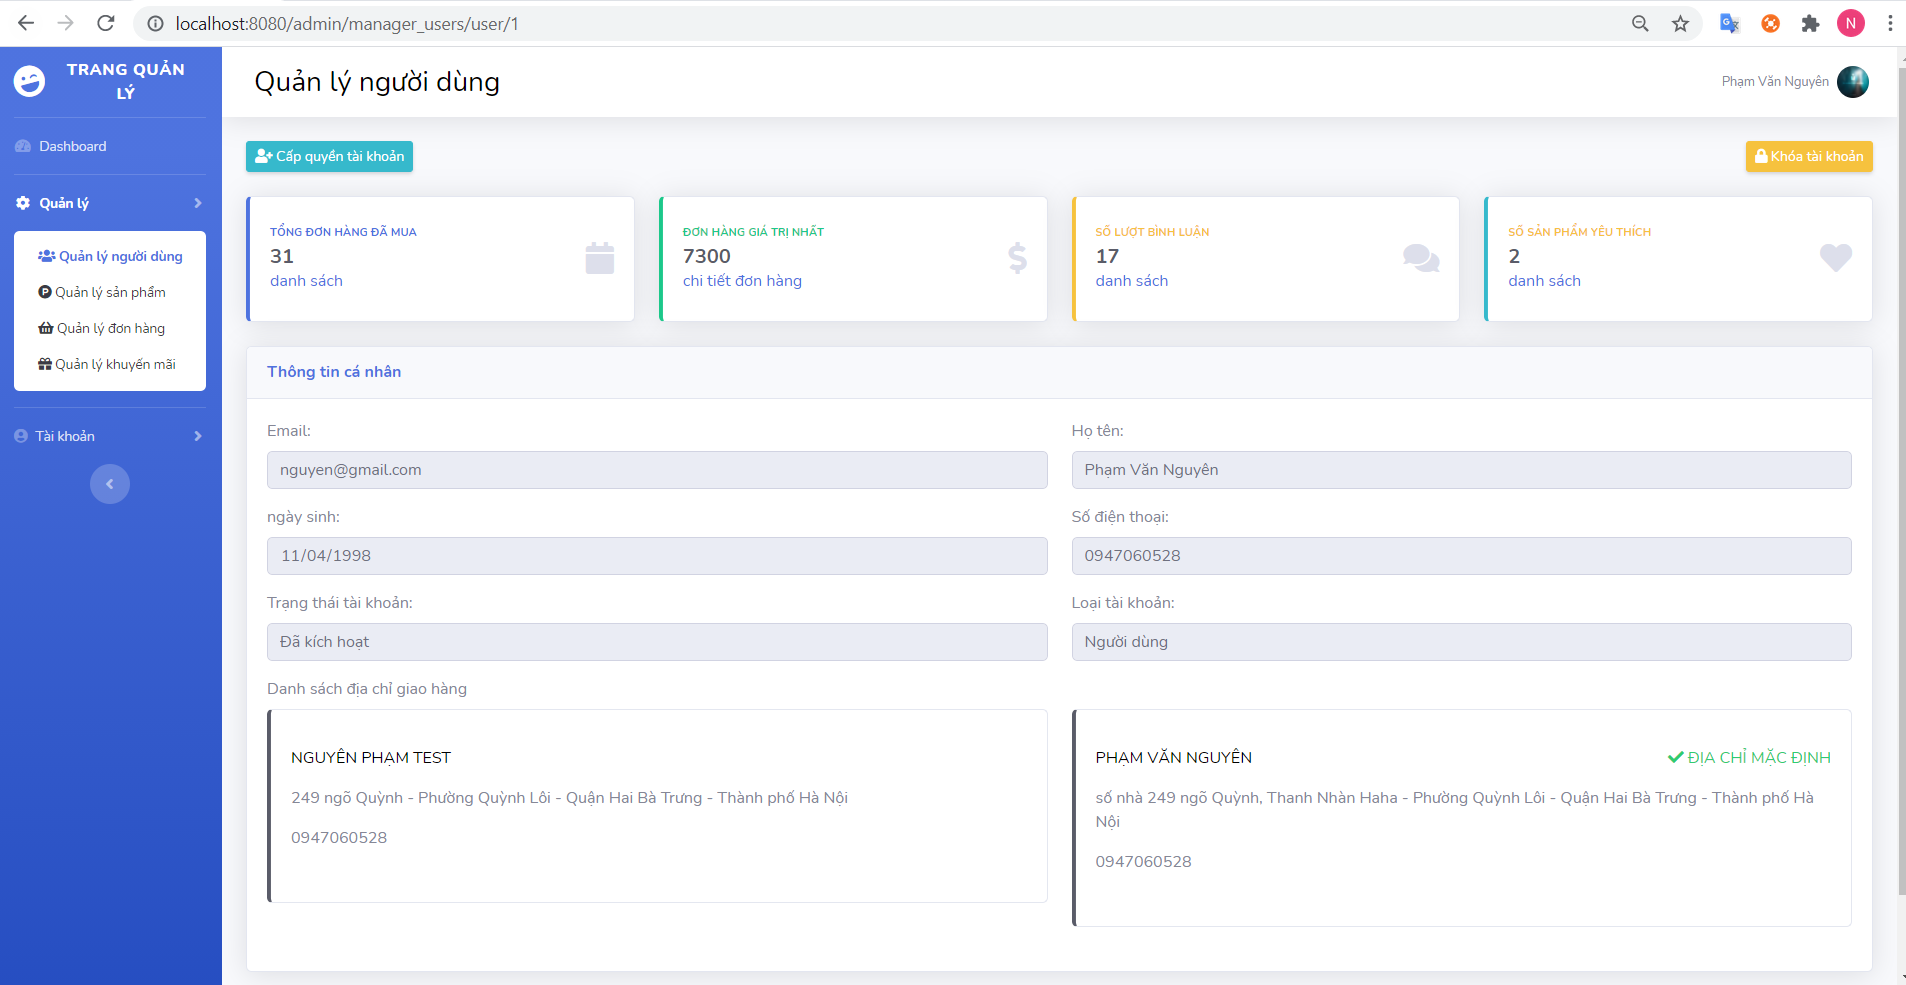 localhost:8080/admin/manager_users/user/1
N
TRANG QUẢN
LÝ
Dashboard
Quản lý
Quản lý người dùng
Quản lý sản phẩm
Quản lý đơn hàng
Quản lý khuyến mãi
Tài khoản
Quản lý người dùng
Phạm Văn Nguyên
Cấp quyền tài khoản
Khóa tài khoản
TỔNG ĐƠN HÀNG ĐÃ MUA
31
danh sách
ĐƠN HÀNG GIÁ TRỊ NHẤT
7300
chi tiết đơn hàng
SỐ LƯỢT BÌNH LUẬN
17
danh sách
SỐ SẢN PHẨM YÊU THÍCH
2
danh sách
Thông tin cá nhân
Email:
nguyen@gmail.com
Họ tên:
Phạm Văn Nguyên
ngày sinh:
11/04/1998
Số điện thoại:
0947060528
Trạng thái tài khoản:
Đã kích hoạt
Loại tài khoản:
Người dùng
Danh sách địa chỉ giao hàng
NGUYÊN PHẠM TEST
249 ngõ Quỳnh - Phường Quỳnh Lôi - Quận Hai Bà Trưng - Thành phố Hà Nội
0947060528
PHẠM VĂN NGUYÊN
ĐỊA CHỈ MẶC ĐỊNH
số nhà 249 ngõ Quỳnh, Thanh Nhàn Haha - Phường Quỳnh Lôi - Quận Hai Bà Trưng - Thành phố Hà
Nội
0947060528